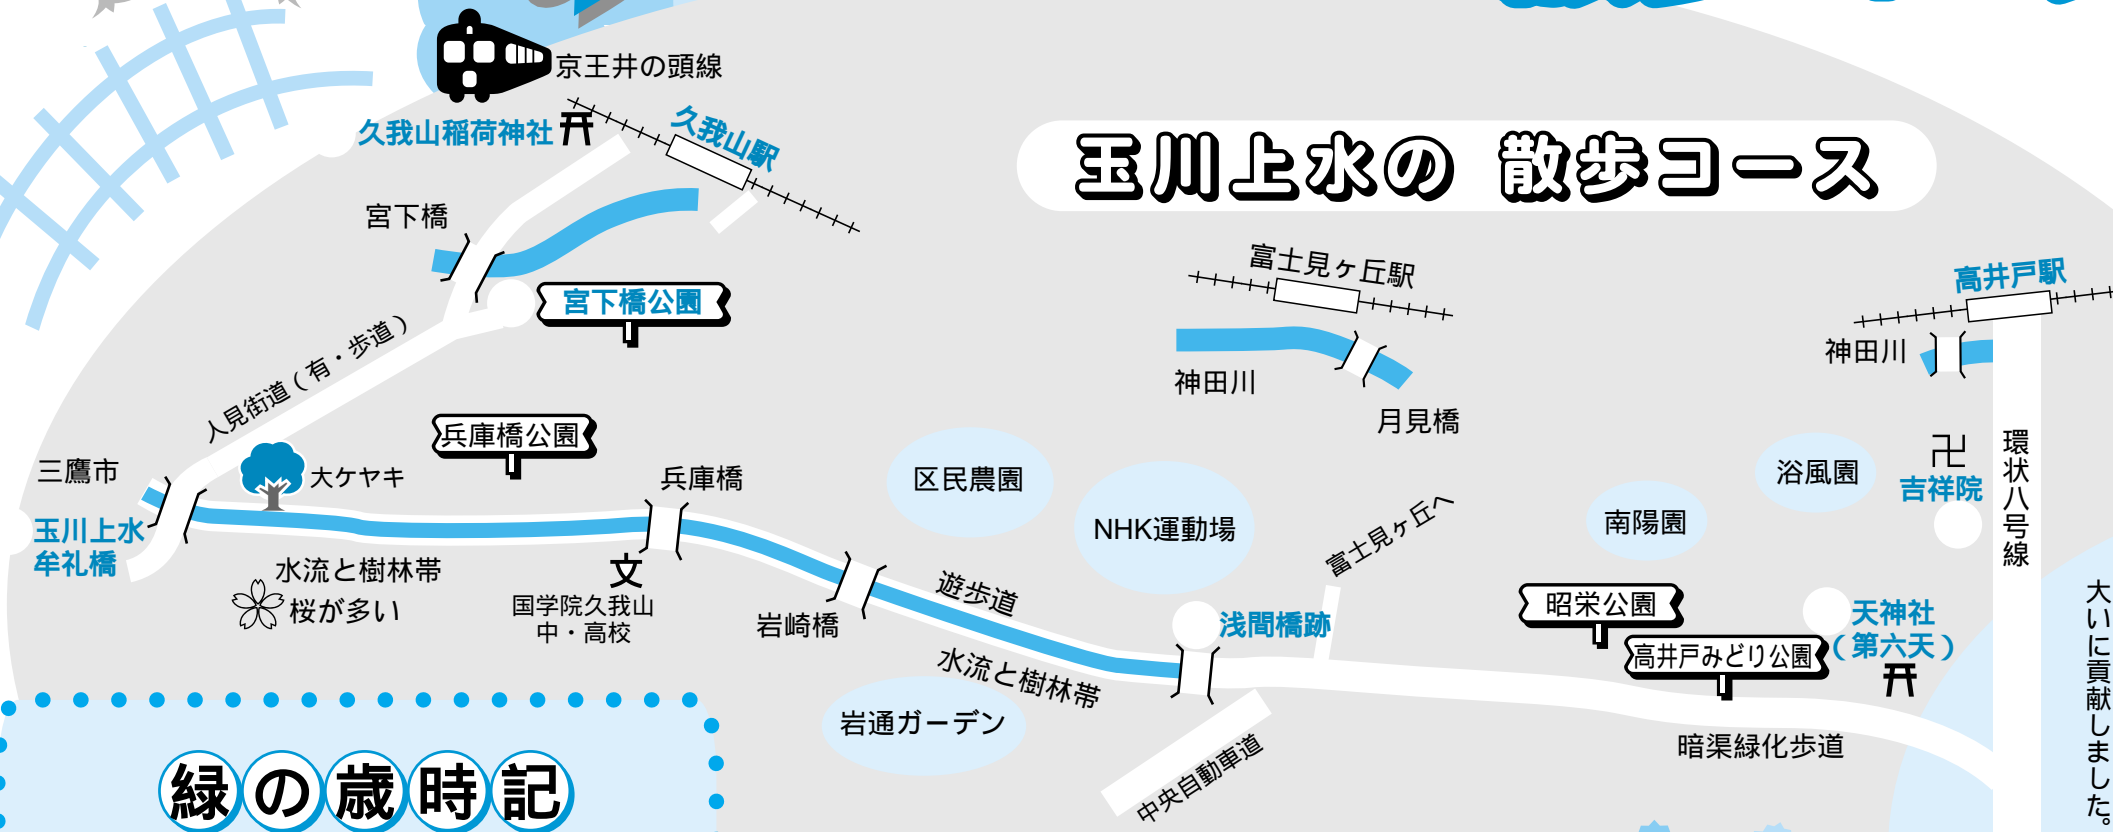 京王井の頭線
久我山稲荷神社
久我山駅
玉川上水の 散歩コース
宮下橋
宮下橋公園
富士見ヶ丘駅
高井戸駅
神田川
神田川
月見橋
人見街道(有・歩道)
兵庫橋公園
三鷹市
大ケヤキ
兵庫橋
区民農園
NHK運動場
富士見ヶ丘へ
南陽園
浴風園
吉祥院
環状八号線
玉川上水
牟礼橋
水流と樹林帯
桜が多い
文
国学院久我山
中・高校
岩崎橋
遊歩道
水流と樹林帯
浅間橋跡
昭栄公園
高井戸みどり公園
天神社
(第六天)
岩通ガーデン
中央自動車道
暗渠緑化歩道
大いに貢献しました。
緑の歳時記